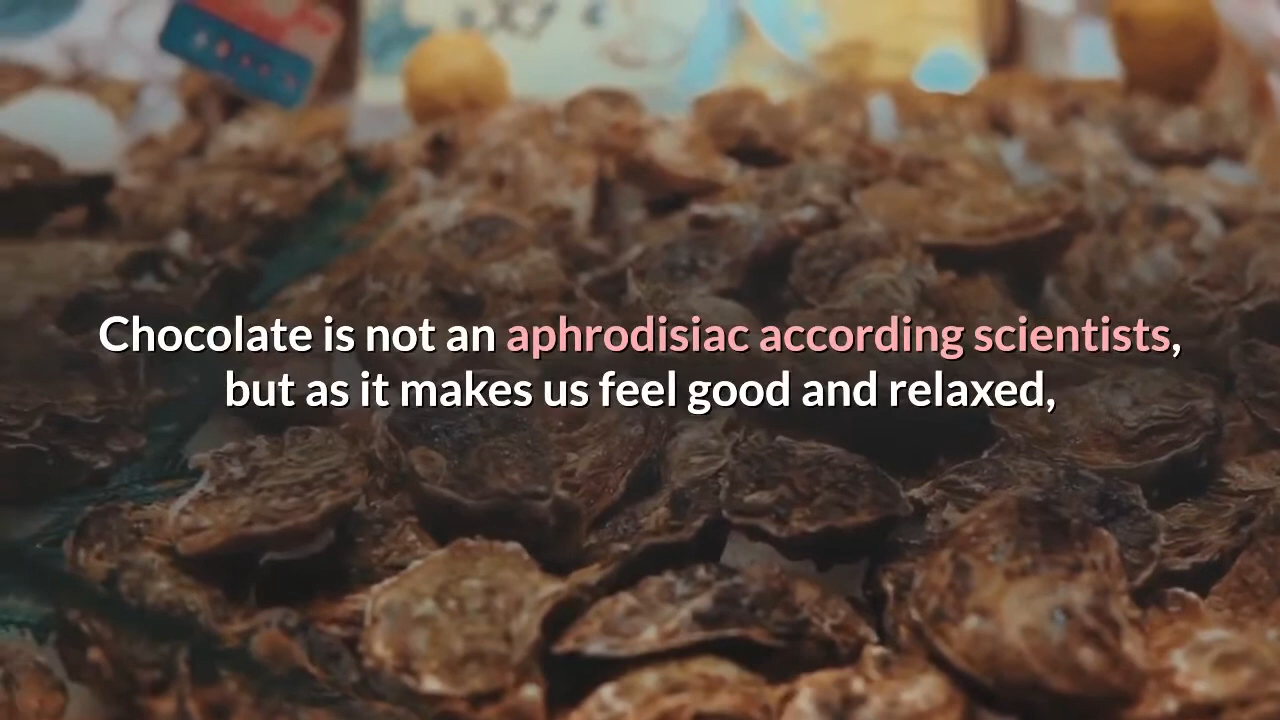 Chocolate is not an aphrodisiac according scientists,
but as it makes us feel good and relaxed,